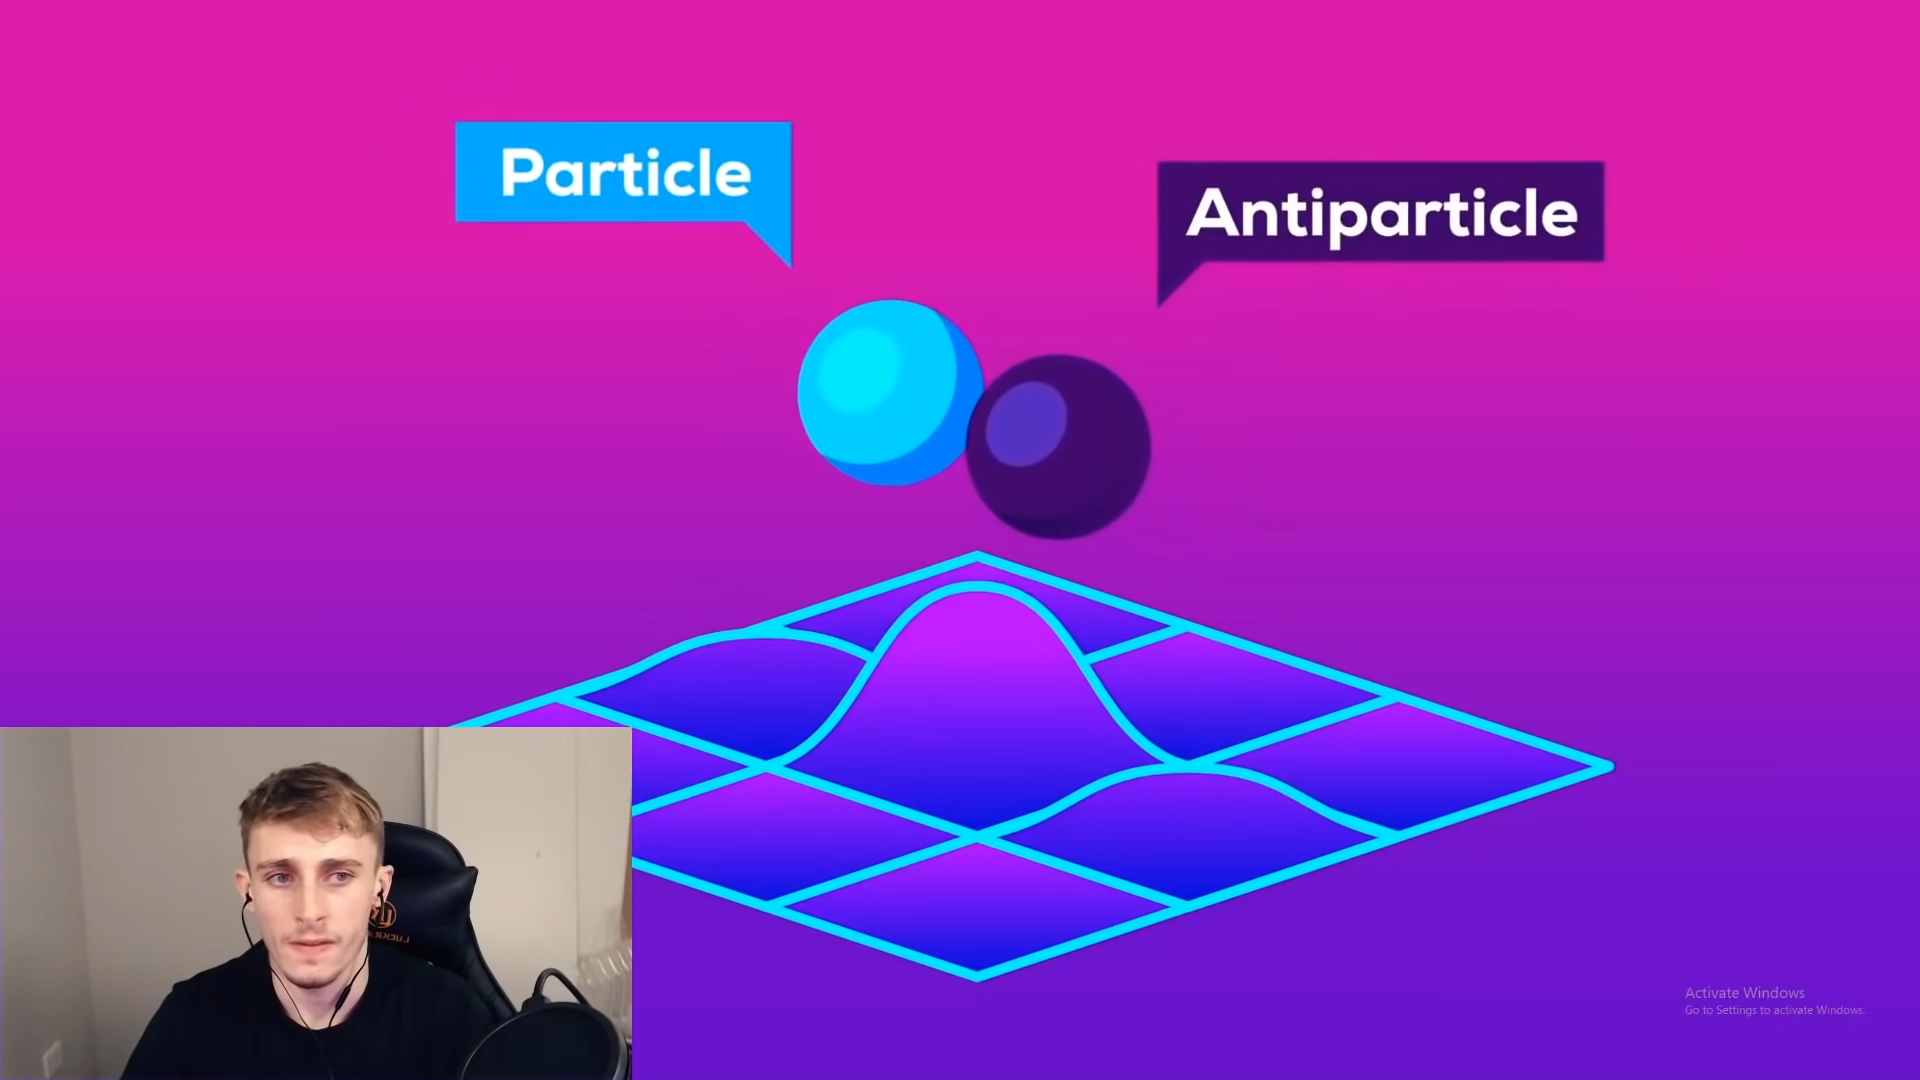 Particle
Antiparticle
Activate Windows
Go to Settings to activate Windows.